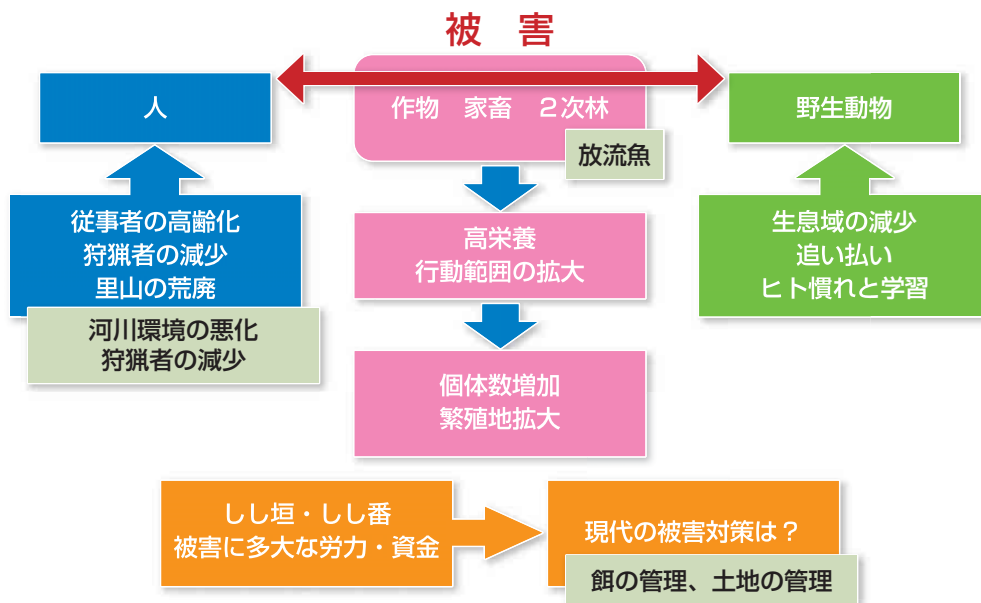 被　害
人
作物　家畜　２次林
野生動物
放流魚
従事者の高齢化
狩猟者の減少
里山の荒廃
河川環境の悪化
狩猟者の減少
高栄養
行動範囲の拡大
生息域の減少
追い払い
ヒト慣れと学習
個体数増加
繁殖地拡大
しし垣・しし番
被害に多大な労力・資金
現代の被害対策は？
餌の管理、土地の管理